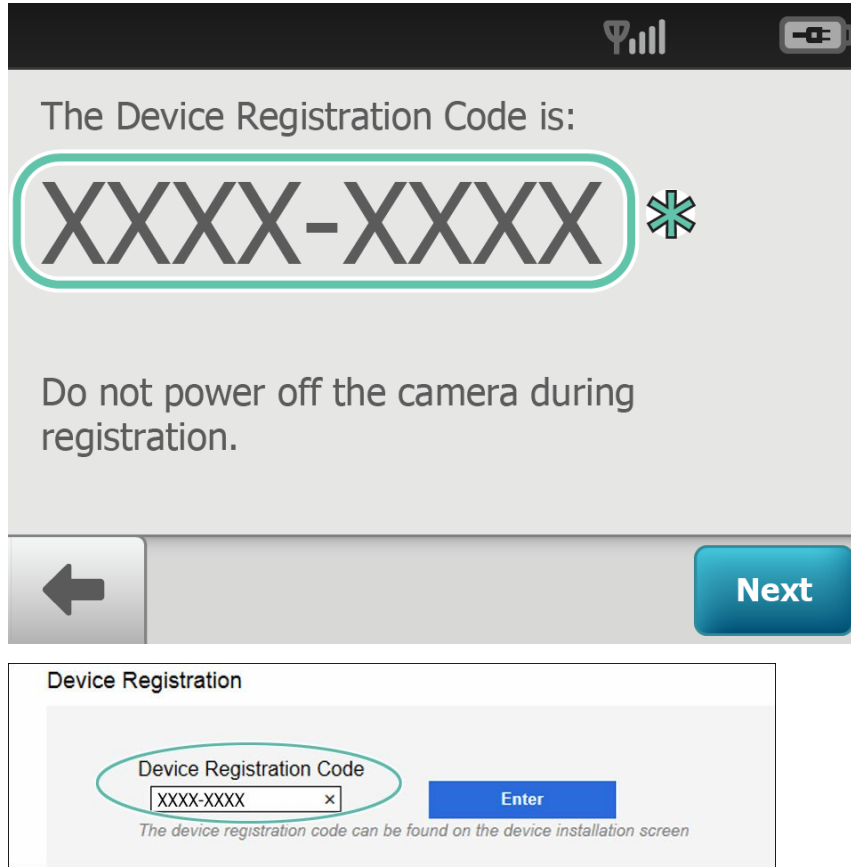 The Device Registration Code is:
XXXX-XXXX *
Do not power off the camera during
registration.
Next
Device Registration
Device Registration Code
XXXX-XXXX ×
Enter
The device registration code can be found on the device installation screen